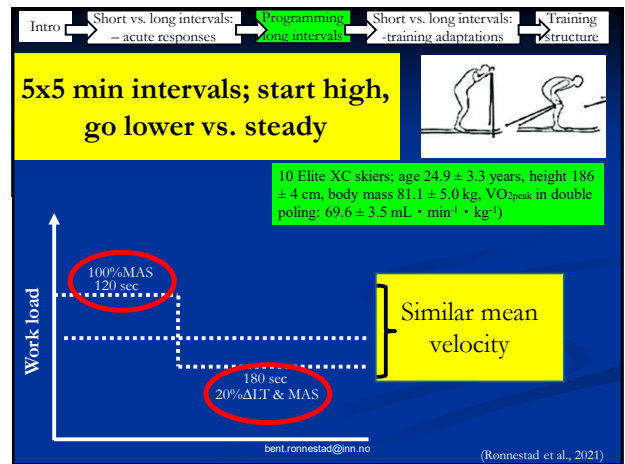 Intro
Short vs. long intervals:
– acute responses
Programming
long intervals
Short vs. long intervals:
-training adaptations
Training
structure
5x5 min intervals; start high,
go lower vs. steady
10 Elite XC skiers; age 24.9 ± 3.3 years, height 186
± 4 cm, body mass 81.1 ± 5.0 kg, VO2peak in double
poling: 69.6 ± 3.5 mL · min-1 · kg-1)
Work load
100%MAS
120 sec
180 sec
20%ΔLT & MAS
Similar mean
velocity
bent.ronnestad@inn.no
(Rønnestad et al., 2021)